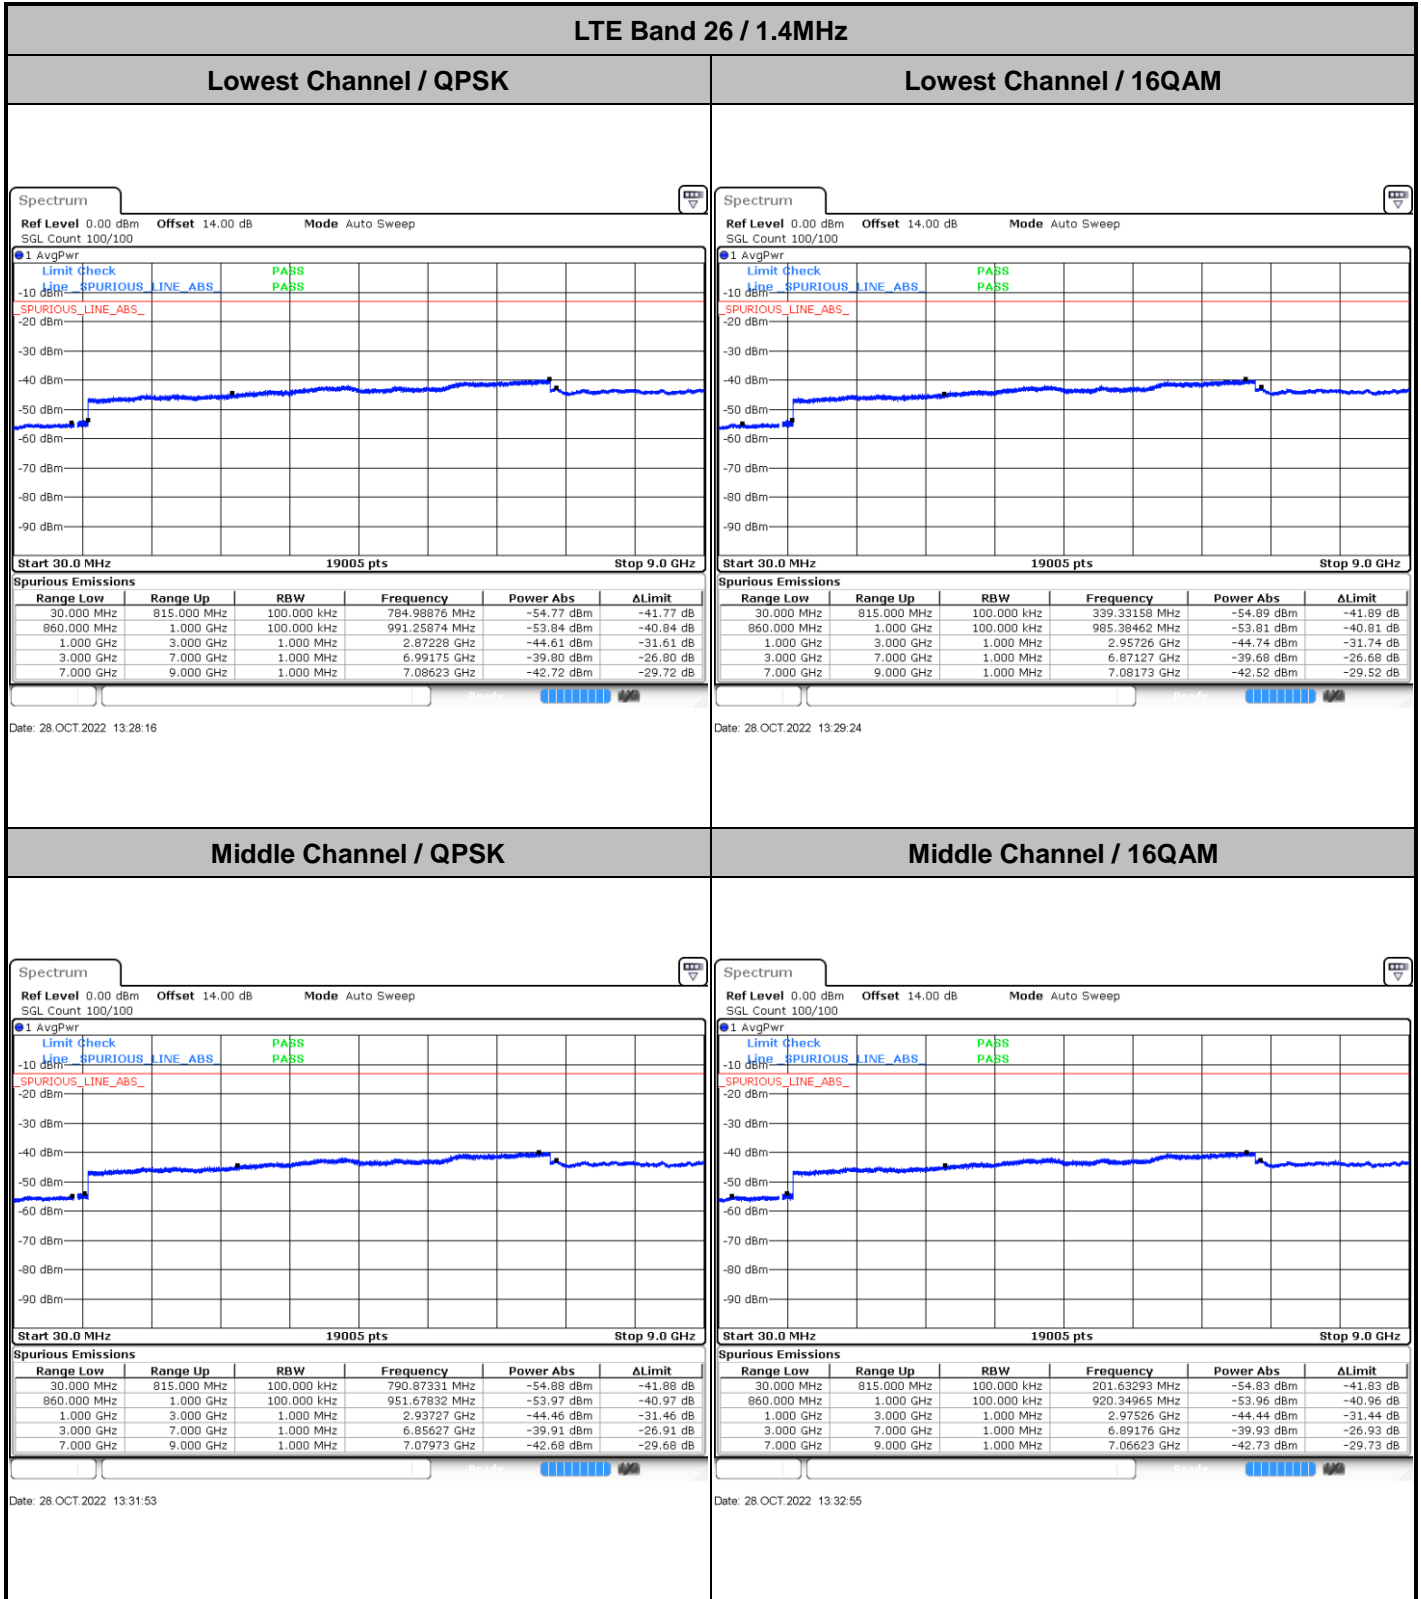 LTE Band 26 / 1.4MHz
Lowest Channel / QPSK
Lowest Channel / 16QAM
Spectrum
Ref Level 0.00 dBm Offset 14.00 dB Mode Auto Sweep
SGL Count 100/100
1 AvgPwr
Limit Check PASS
Line _SPURIOUS_LINE_ABS_ PASS
-10 dBm
_SPURIOUS_LINE_ABS_
-20 dBm
-30 dBm
-40 dBm
-50 dBm
-60 dBm
-70 dBm
-80 dBm
-90 dBm
Start 30.0 MHz 19005 pts Stop 9.0 GHz
Spurious Emissions
Range Low Range Up RBW Frequency Power Abs ΔLimit
30.000 MHz 815.000 MHz 100.000 kHz 784.98876 MHz -54.77 dBm -41.77 dB
860.000 MHz 1.000 GHz 100.000 kHz 991.25874 MHz -53.84 dBm -40.84 dB
1.000 GHz 3.000 GHz 1.000 MHz 2.87228 GHz -44.61 dBm -31.61 dB
3.000 GHz 7.000 GHz 1.000 MHz 6.99175 GHz -39.80 dBm -26.80 dB
7.000 GHz 9.000 GHz 1.000 MHz 7.08623 GHz -42.72 dBm -29.72 dB
Ready
Date: 28.OCT.2022 13:28:16
Spectrum
Ref Level 0.00 dBm Offset 14.00 dB Mode Auto Sweep
SGL Count 100/100
1 AvgPwr
Limit Check PASS
Line _SPURIOUS_LINE_ABS_ PASS
-10 dBm
_SPURIOUS_LINE_ABS_
-20 dBm
-30 dBm
-40 dBm
-50 dBm
-60 dBm
-70 dBm
-80 dBm
-90 dBm
Start 30.0 MHz 19005 pts Stop 9.0 GHz
Spurious Emissions
Range Low Range Up RBW Frequency Power Abs ΔLimit
30.000 MHz 815.000 MHz 100.000 kHz 339.33158 MHz -54.89 dBm -41.89 dB
860.000 MHz 1.000 GHz 100.000 kHz 985.38462 MHz -53.81 dBm -40.81 dB
1.000 GHz 3.000 GHz 1.000 MHz 2.95726 GHz -44.74 dBm -31.74 dB
3.000 GHz 7.000 GHz 1.000 MHz 6.87127 GHz -39.68 dBm -26.68 dB
7.000 GHz 9.000 GHz 1.000 MHz 7.08173 GHz -42.52 dBm -29.52 dB
Ready
Date: 28.OCT.2022 13:29:24
Middle Channel / QPSK
Middle Channel / 16QAM
Spectrum
Ref Level 0.00 dBm Offset 14.00 dB Mode Auto Sweep
SGL Count 100/100
1 AvgPwr
Limit Check PASS
Line _SPURIOUS_LINE_ABS_ PASS
-10 dBm
_SPURIOUS_LINE_ABS_
-20 dBm
-30 dBm
-40 dBm
-50 dBm
-60 dBm
-70 dBm
-80 dBm
-90 dBm
Start 30.0 MHz 19005 pts Stop 9.0 GHz
Spurious Emissions
Range Low Range Up RBW Frequency Power Abs ΔLimit
30.000 MHz 815.000 MHz 100.000 kHz 790.87331 MHz -54.88 dBm -41.88 dB
860.000 MHz 1.000 GHz 100.000 kHz 951.67832 MHz -53.97 dBm -40.97 dB
1.000 GHz 3.000 GHz 1.000 MHz 2.93727 GHz -44.46 dBm -31.46 dB
3.000 GHz 7.000 GHz 1.000 MHz 6.85627 GHz -39.91 dBm -26.91 dB
7.000 GHz 9.000 GHz 1.000 MHz 7.07973 GHz -42.68 dBm -29.68 dB
Ready
Date: 28.OCT.2022 13:31:53
Spectrum
Ref Level 0.00 dBm Offset 14.00 dB Mode Auto Sweep
SGL Count 100/100
1 AvgPwr
Limit Check PASS
Line _SPURIOUS_LINE_ABS_ PASS
-10 dBm
_SPURIOUS_LINE_ABS_
-20 dBm
-30 dBm
-40 dBm
-50 dBm
-60 dBm
-70 dBm
-80 dBm
-90 dBm
Start 30.0 MHz 19005 pts Stop 9.0 GHz
Spurious Emissions
Range Low Range Up RBW Frequency Power Abs ΔLimit
30.000 MHz 815.000 MHz 100.000 kHz 201.63293 MHz -54.83 dBm -41.83 dB
860.000 MHz 1.000 GHz 100.000 kHz 920.34965 MHz -53.96 dBm -40.96 dB
1.000 GHz 3.000 GHz 1.000 MHz 2.97526 GHz -44.44 dBm -31.44 dB
3.000 GHz 7.000 GHz 1.000 MHz 6.89176 GHz -39.93 dBm -26.93 dB
7.000 GHz 9.000 GHz 1.000 MHz 7.06623 GHz -42.73 dBm -29.73 dB
Ready
Date: 28.OCT.2022 13:32:55